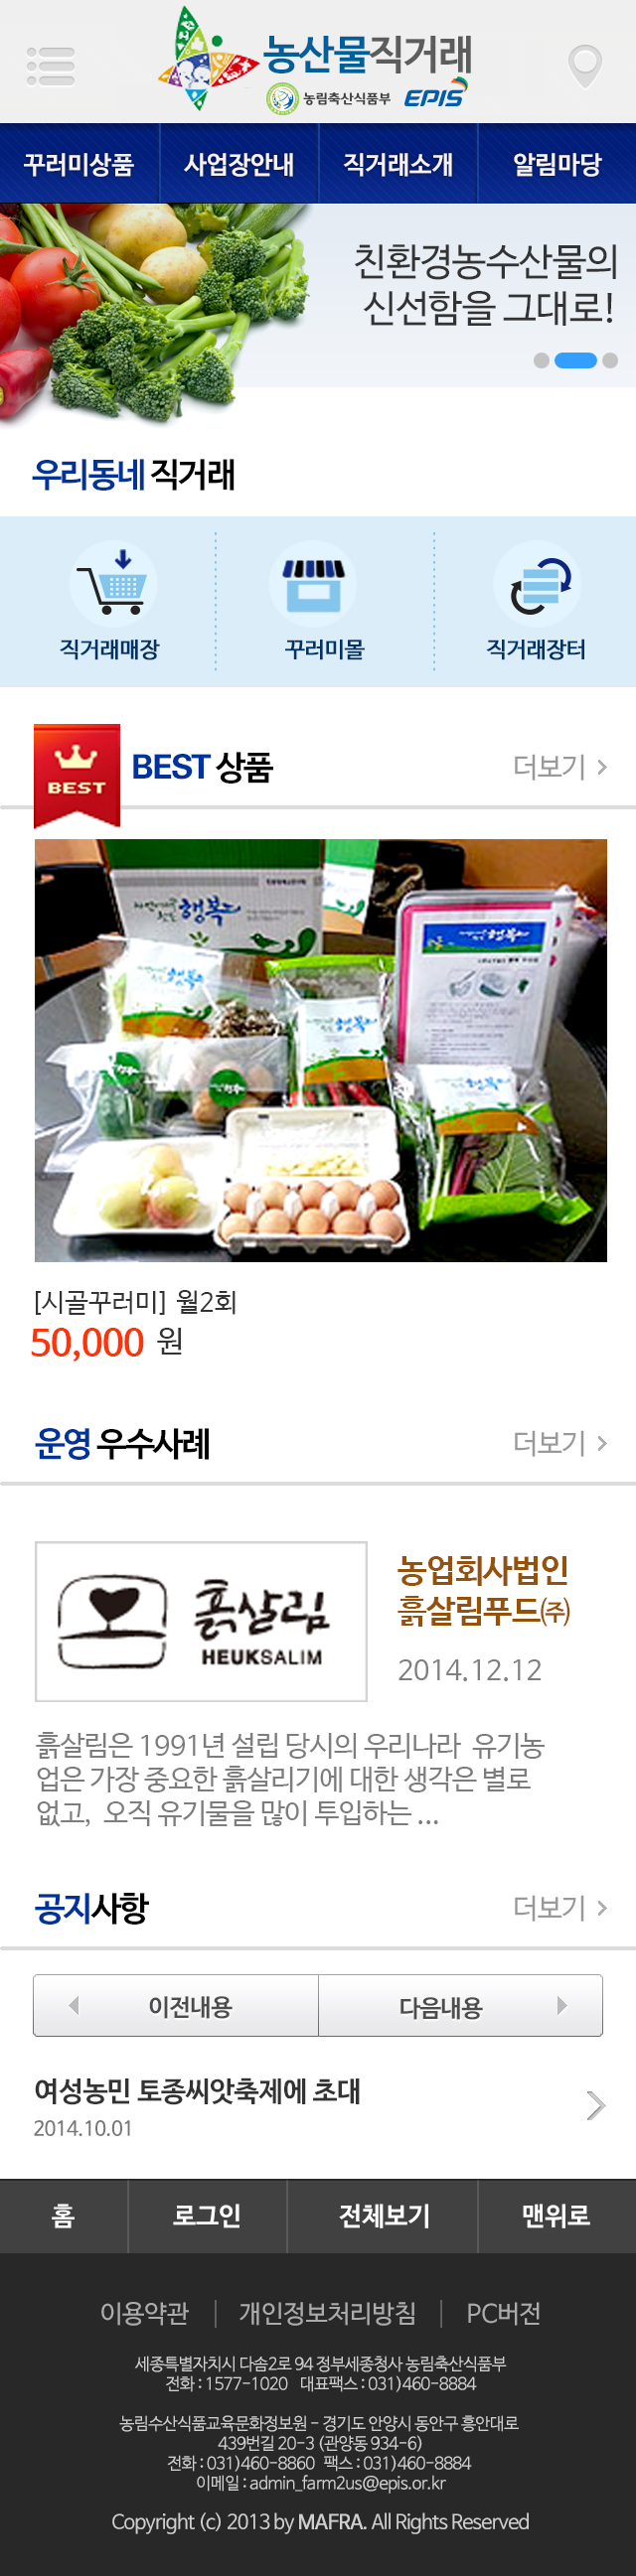 농산물직거래
농림축산식품부 EPIS
꾸러미상품 사업장안내 직거래소개 알림마당
친환경농수산물의
신선함을 그대로!
우리동네 직거래
직거래매장 꾸러미몰 직거래장터
BEST
BEST 상품 더보기 >
행복
행복
행복
행복
[시골꾸러미] 월2회
50,000 원
운영 우수사례 더보기 >
흙살림
HEUKSALIM
농업회사법인
흙살림푸드㈜
2014.12.12
흙살림은 1991년 설립 당시의 우리나라 유기농
업은 가장 중요한 흙살리기에 대한 생각은 별로
없고, 오직 유기물을 많이 투입하는 ...
공지사항 더보기 >
이전내용 다음내용
여성농민 토종씨앗축제에 초대
2014.10.01
홈 로그인 전체보기 맨위로
이용약관 | 개인정보처리방침 | PC버전
세종특별자치시 다솜2로 94 정부세종청사 농림축산식품부
전화 : 1577-1020 대표팩스 : 031)460-8884
농림수산식품교육문화정보원 - 경기도 안양시 동안구 흥안대로
439번길 20-3 (관양동 934-6)
전화 : 031)460-8860 팩스 : 031)460-8884
이메일 : admin_farm2us@epis.or.kr
Copyright (c) 2013 by MAFRA. All Rights Reserved